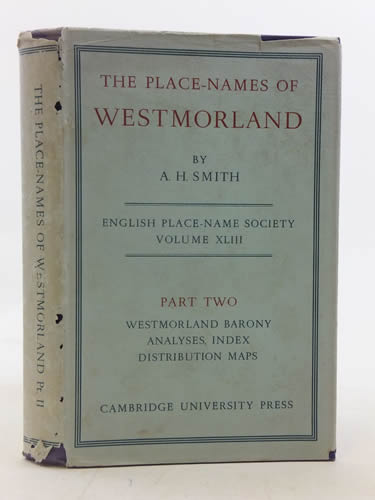 THE PLACE-NAMES OF
WESTMORLAND
BY
A. H. SMITH
ENGLISH PLACE-NAME SOCIETY
VOLUME XLIII
PART TWO
WESTMORLAND BARONY
ANALYSES, INDEX
DISTRIBUTION MAPS
CAMBRIDGE UNIVERSITY PRESS
THE PLACE-NAMES OF WESTMORLAND Pt. II